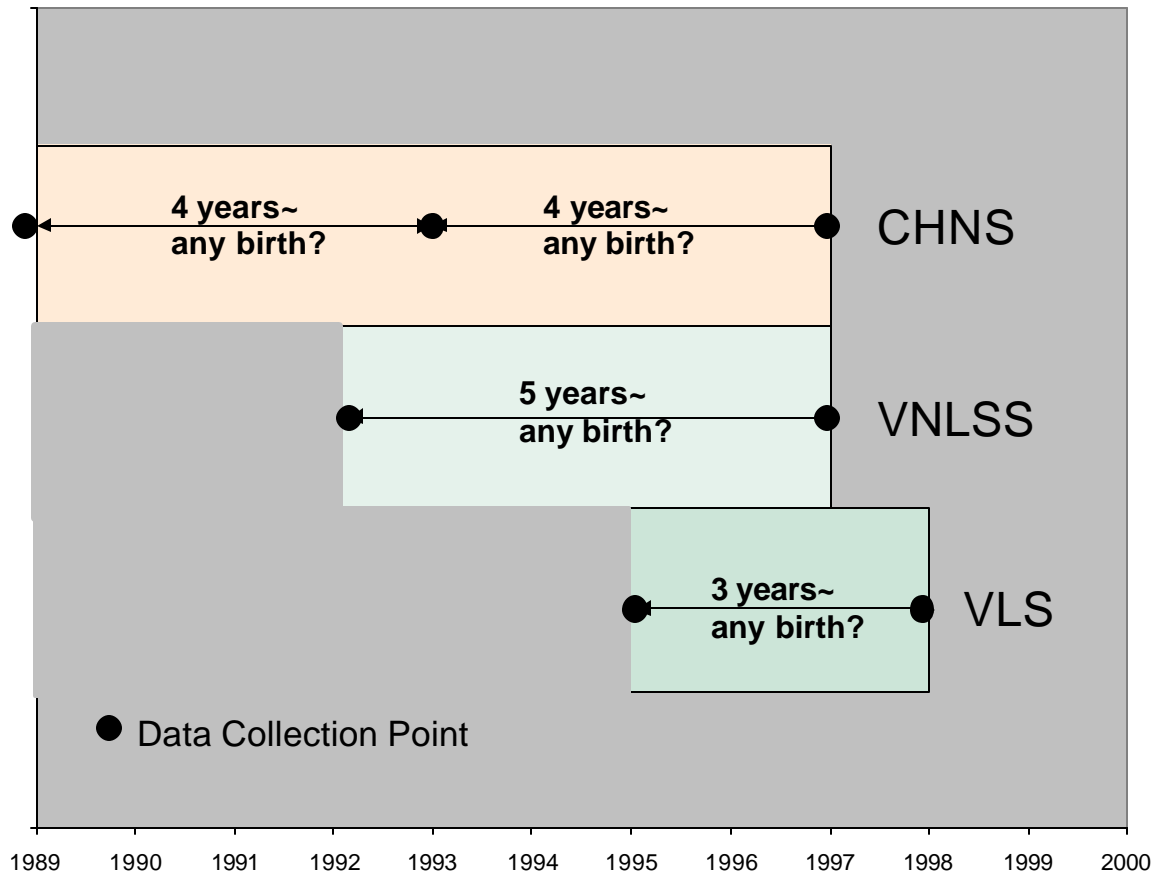 4 years~
any birth?
4 years~
any birth?
CHNS
5 years~
any birth?
VNLSS
3 years~
any birth?
VLS
Data Collection Point
1989 1990 1991 1992 1993 1994 1995 1996 1997 1998 1999 2000